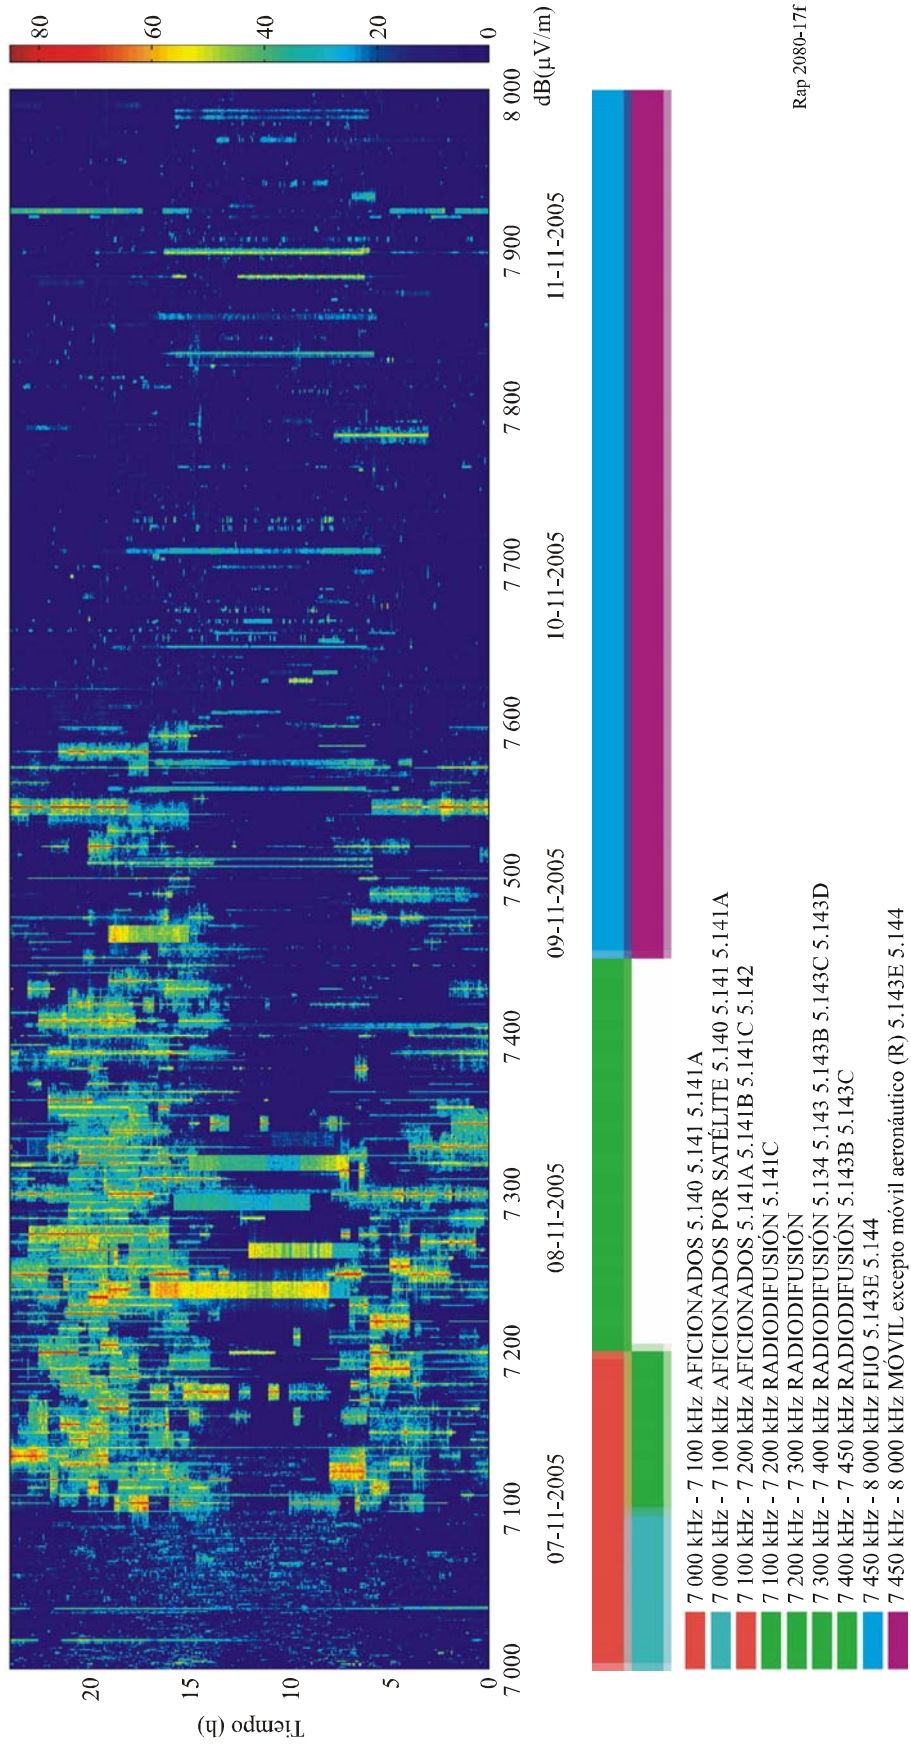 80
60
40
20
0
dB(µV/m)
Tiempo (h)
20
15
10
5
0
7 000
7 100
7 200
7 300
7 400
7 500
7 600
7 700
7 800
7 900
8 000
07-11-2005
08-11-2005
09-11-2005
10-11-2005
11-11-2005
7 000 kHz - 7 100 kHz AFICIONADOS 5.140 5.141 5.141A
7 000 kHz - 7 100 kHz AFICIONADOS POR SATÉLITE 5.140 5.141 5.141A
7 100 kHz - 7 200 kHz AFICIONADOS 5.141A 5.141B 5.141C 5.142
7 100 kHz - 7 200 kHz RADIODIFUSIÓN 5.141C
7 200 kHz - 7 300 kHz RADIODIFUSIÓN
7 300 kHz - 7 400 kHz RADIODIFUSIÓN 5.134 5.143 5.143B 5.143C 5.143D
7 400 kHz - 7 450 kHz RADIODIFUSIÓN 5.143B 5.143C
7 450 kHz - 8 000 kHz FIJO 5.143E 5.144
7 450 kHz - 8 000 kHz MÓVIL excepto móvil aeronáutico (R) 5.143E 5.144
Rap 2080-17f